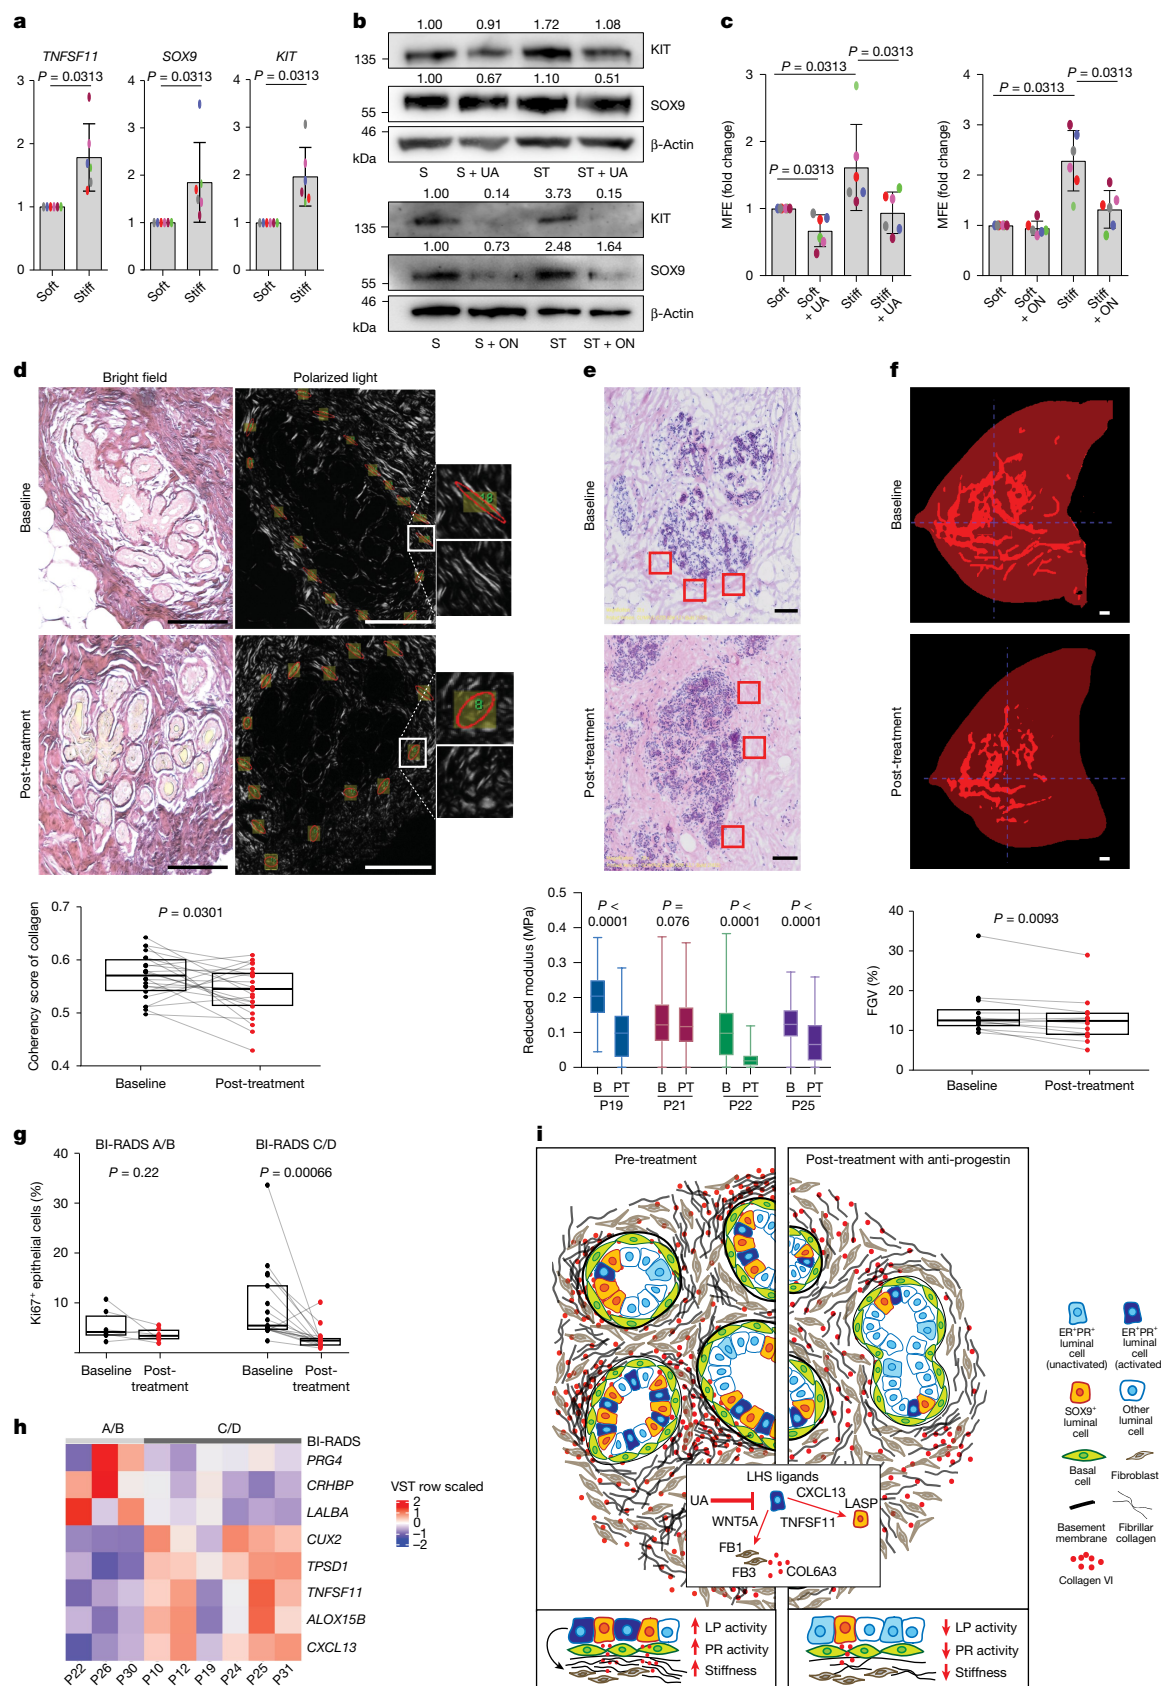 a
TNFSF11
SOX9
KIT
P = 0.0313
P = 0.0313
P = 0.0313
3
2
1
0
4
3
2
1
0
4
3
2
1
0
Soft
Stiff
Soft
Stiff
Soft
Stiff
b
1.00 0.91 1.72 1.08
135
KIT
1.00 0.67 1.10 0.51
55
SOX9
46
β-Actin
kDa
S S + UA ST ST + UA
1.00 0.14 3.73 0.15
135
KIT
1.00 0.73 2.48 1.64
55
SOX9
46
β-Actin
kDa
S S + ON ST ST + ON
c
MFE (fold change)
3
2
1
0
P = 0.0313
P = 0.0313
P = 0.0313
Soft
Soft + UA
Stiff
Stiff + UA
MFE (fold change)
4
3
2
1
0
P = 0.0313
P = 0.0313
Soft
Soft + ON
Stiff
Stiff + ON
d
Bright field
Polarized light
Baseline
Post-treatment
Coherency score of collagen
0.7
0.6
0.5
0.4
P = 0.0301
Baseline
Post-treatment
e
Baseline
Post-treatment
Reduced modulus (MPa)
0.5
0.4
0.3
0.2
0.1
0
P < 0.0001
P = 0.076
P < 0.0001
P < 0.0001
B PT B PT B PT B PT
P19 P21 P22 P25
f
Baseline
Post-treatment
FGV (%)
40
30
20
10
0
P = 0.0093
Baseline
Post-treatment
g
BI-RADS A/B
BI-RADS C/D
Ki67+ epithelial cells (%)
40
30
20
10
P = 0.22
P = 0.00066
Baseline
Post-treatment
Baseline
Post-treatment
h
A/B
C/D
BI-RADS
PRG4
CRHBP
LALBA
CUX2
TPSD1
TNFSF11
ALOX15B
CXCL13
P22 P26 P30 P10 P12 P19 P24 P25 P31
VST row scaled
2
1
0
−1
−2
i
Pre-treatment
Post-treatment with anti-progestin
LHS ligands
UA
CXCL13
LASP
WNT5A
TNFSF11
FB1
FB3
COL6A3
LP activity
PR activity
Stiffness
LP activity
PR activity
Stiffness
ER+PR+ luminal cell (unactivated)
ER+PR+ luminal cell (activated)
SOX9+ luminal cell
Other luminal cell
Basal cell
Fibroblast
Basement membrane
Fibrillar collagen
Collagen VI